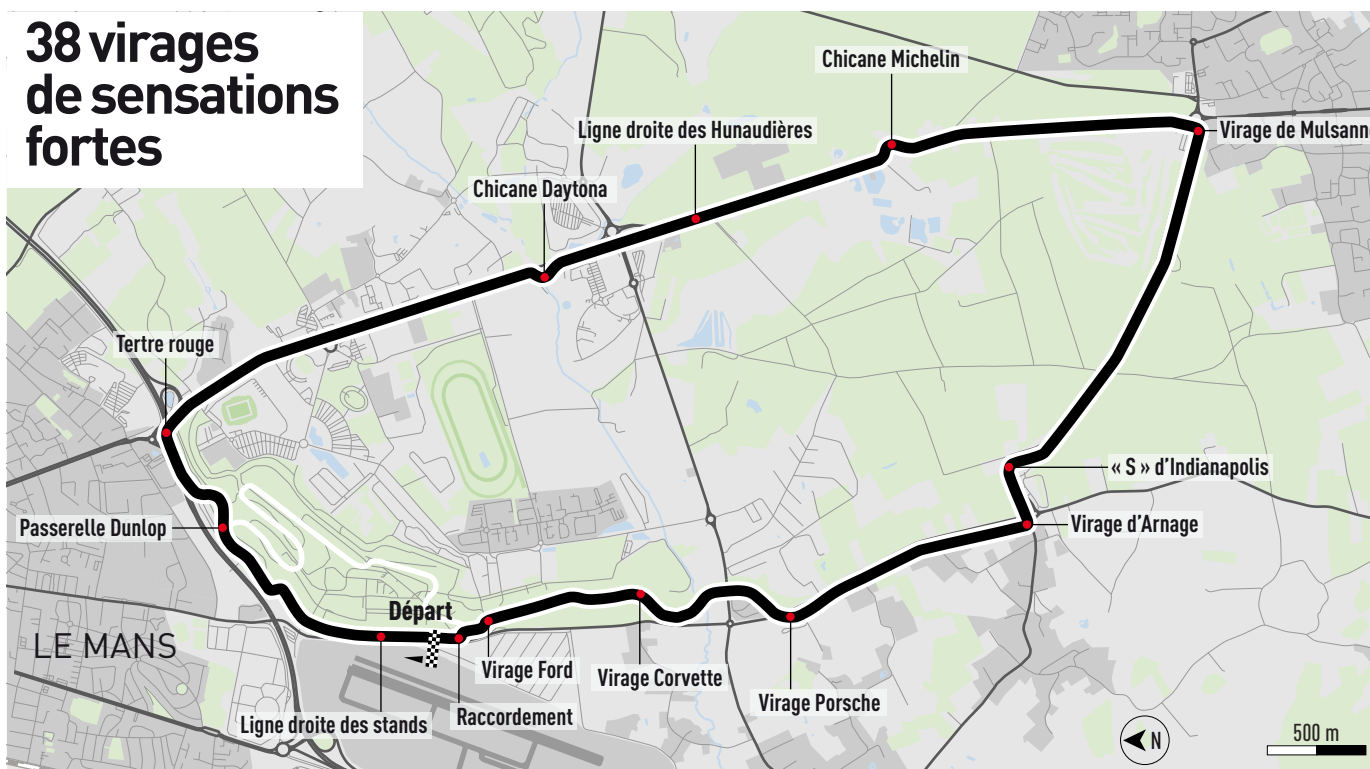 38 virages
de sensations
fortes
Chicane Michelin
Ligne droite des Hunaudières
Virage de Mulsann
Chicane Daytona
Tertre rouge
« S » d’Indianapolis
Passerelle Dunlop
Virage d’Arnage
Départ
LE MANS
Virage Ford
Virage Corvette
Virage Porsche
Raccordement
Ligne droite des stands
N
500 m